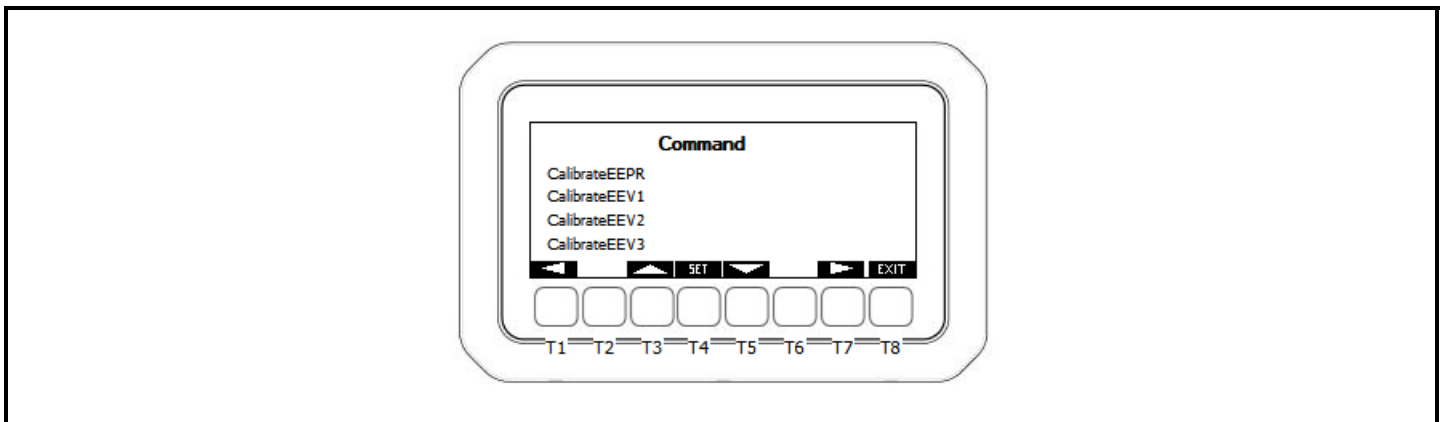 Command
CalibrateEEPR
CalibrateEEV1
CalibrateEEV2
CalibrateEEV3
SET EXIT
T1 T2 T3 T4 T5 T6 T7 T8